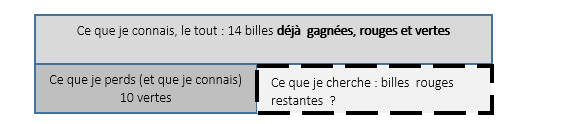 Ce que je connais, le tout : 14 billes déjà gagnées, rouges et vertes
Ce que je perds (et que je connais)
10 vertes
Ce que je cherche : billes rouges
restantes ?